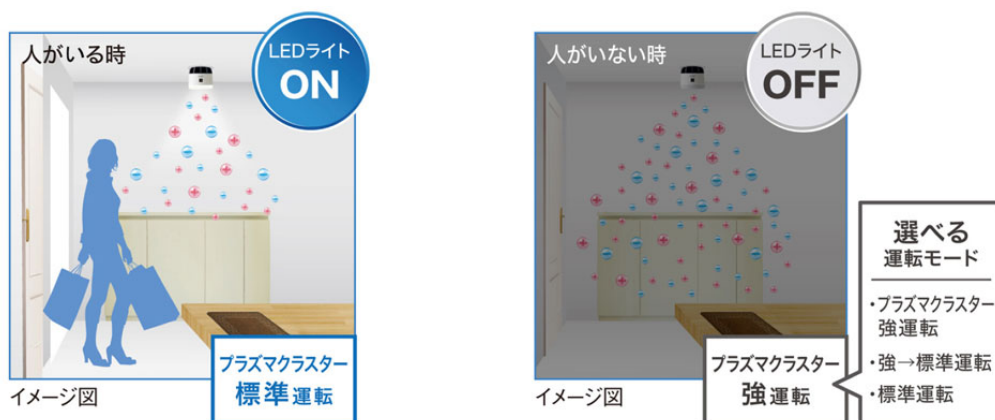 人がいる時
LEDライト
ON
プラズマクラスター
標準運転
イメージ図
人がいない時
LEDライト
OFF
プラズマクラスター
強運転
イメージ図
選べる
運転モード
・プラズマクラスター
強運転
・強→標準運転
・標準運転